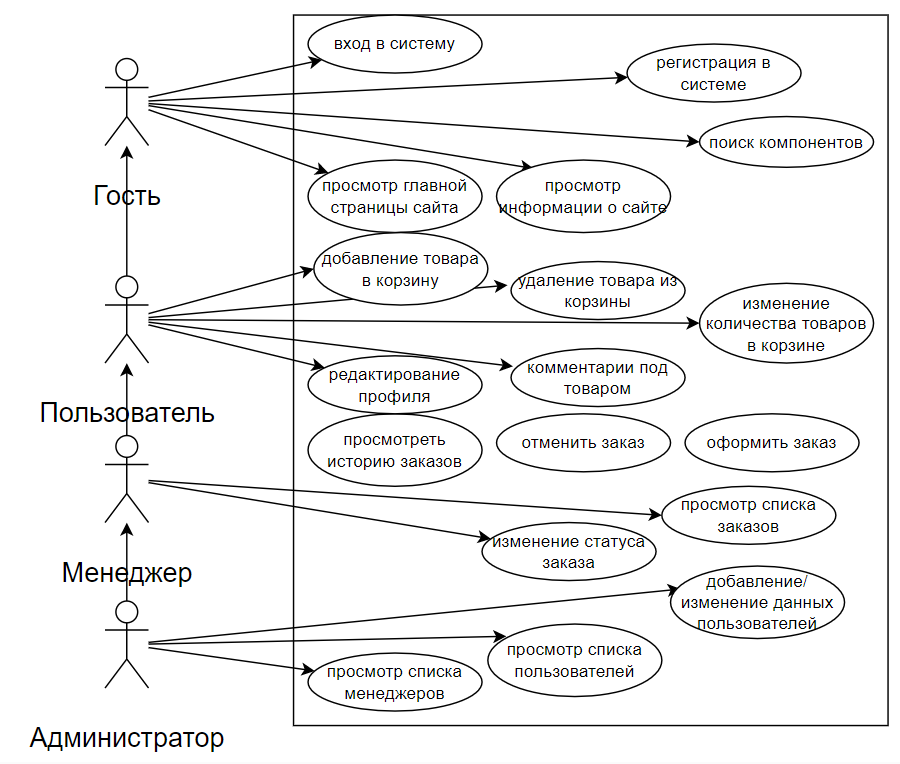 вход в систему
регистрация в
системе
поиск компонентов
просмотр главной
страницы сайта
просмотр
информации о сайте
Гость
добавление товара
в корзину
удаление товара из
корзины
изменение
количества товаров
в корзине
редактирование
профиля
комментарии под
товаром
Пользователь
просмотреть
историю заказов
отменить заказ
оформить заказ
просмотр списка
заказов
изменение статуса
заказа
Менеджер
добавление/
изменение данных
пользователей
просмотр списка
пользователей
просмотр списка
менеджеров
Администратор